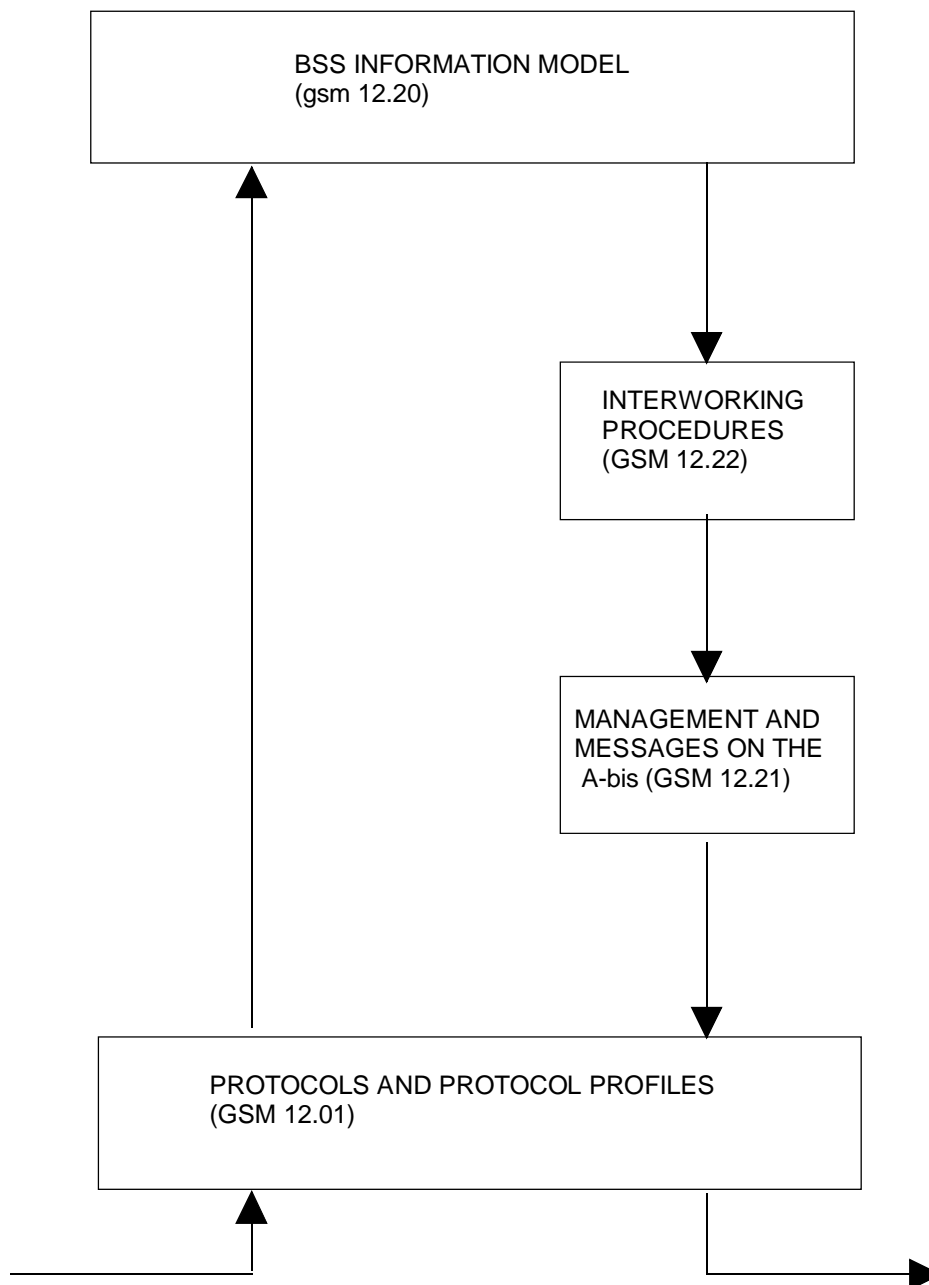 BSS INFORMATION MODEL
(gsm 12.20)
INTERWORKING
PROCEDURES
(GSM 12.22)
MANAGEMENT AND
MESSAGES ON THE
A-bis (GSM 12.21)
PROTOCOLS AND PROTOCOL PROFILES
(GSM 12.01)